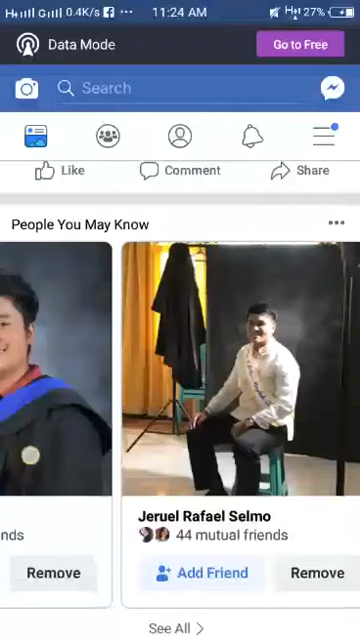 0.4K/s 11:24 AM 27%
Data Mode Go to Free
Search
Like Comment Share
People You May Know
Jeruel Rafael Selmo
nds 44 mutual friends
Remove Add Friend Remove
See All